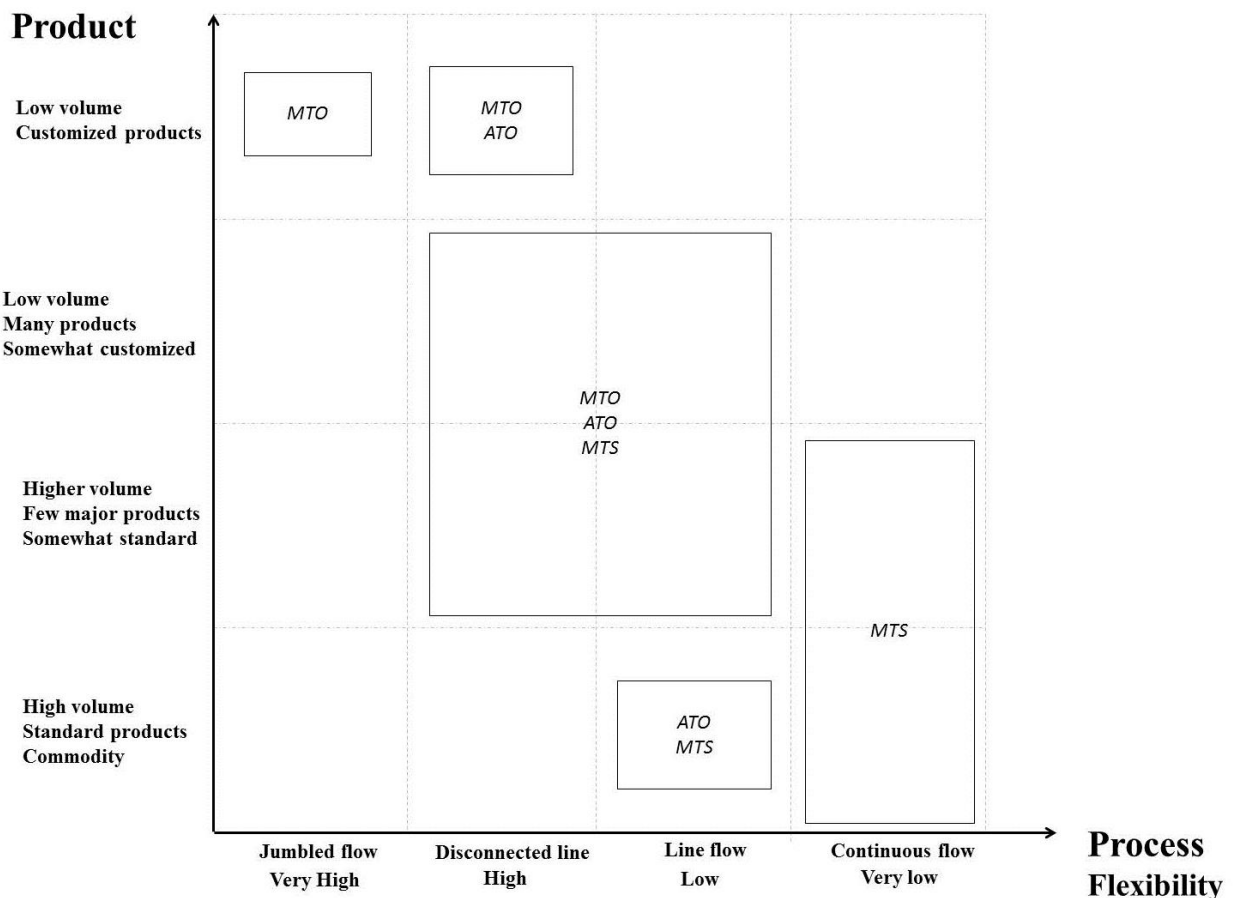 Product
Low volume
Customized products
MTO
MTO
ATO
Low volume
Many products
Somewhat customized
MTO
ATO
MTS
Higher volume
Few major products
Somewhat standard
MTS
High volume
Standard products
Commodity
ATO
MTS
Jumbled flow
Very High
Disconnected line
High
Line flow
Low
Continuous flow
Very low
Process
Flexibility